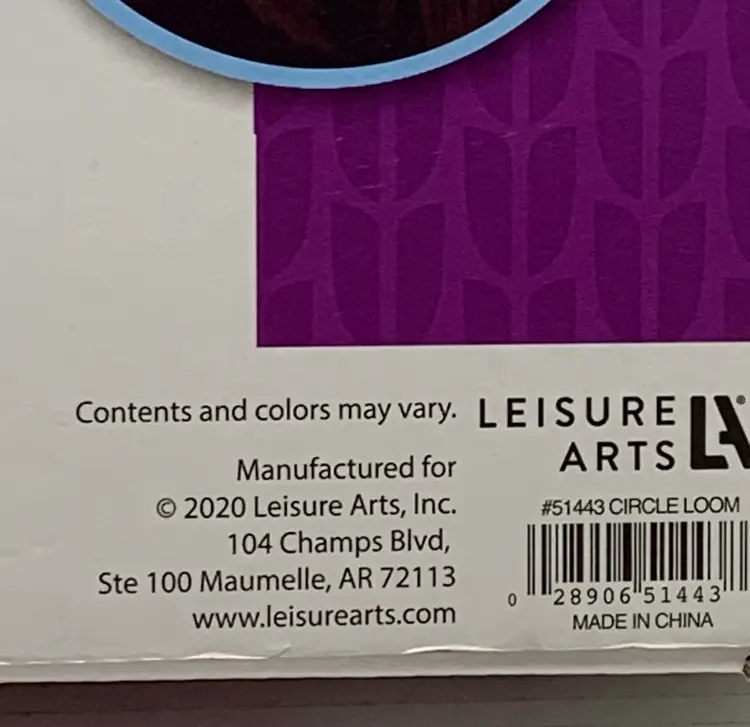 Contents and colors may vary.
Manufactured for
© 2020 Leisure Arts, Inc.
104 Champs Blvd,
Ste 100 Maumelle, AR 72113
www.leisurearts.com
LEISURE
ARTS
LA®
#51443 CIRCLE LOOM
0 28906 51443
MADE IN CHINA